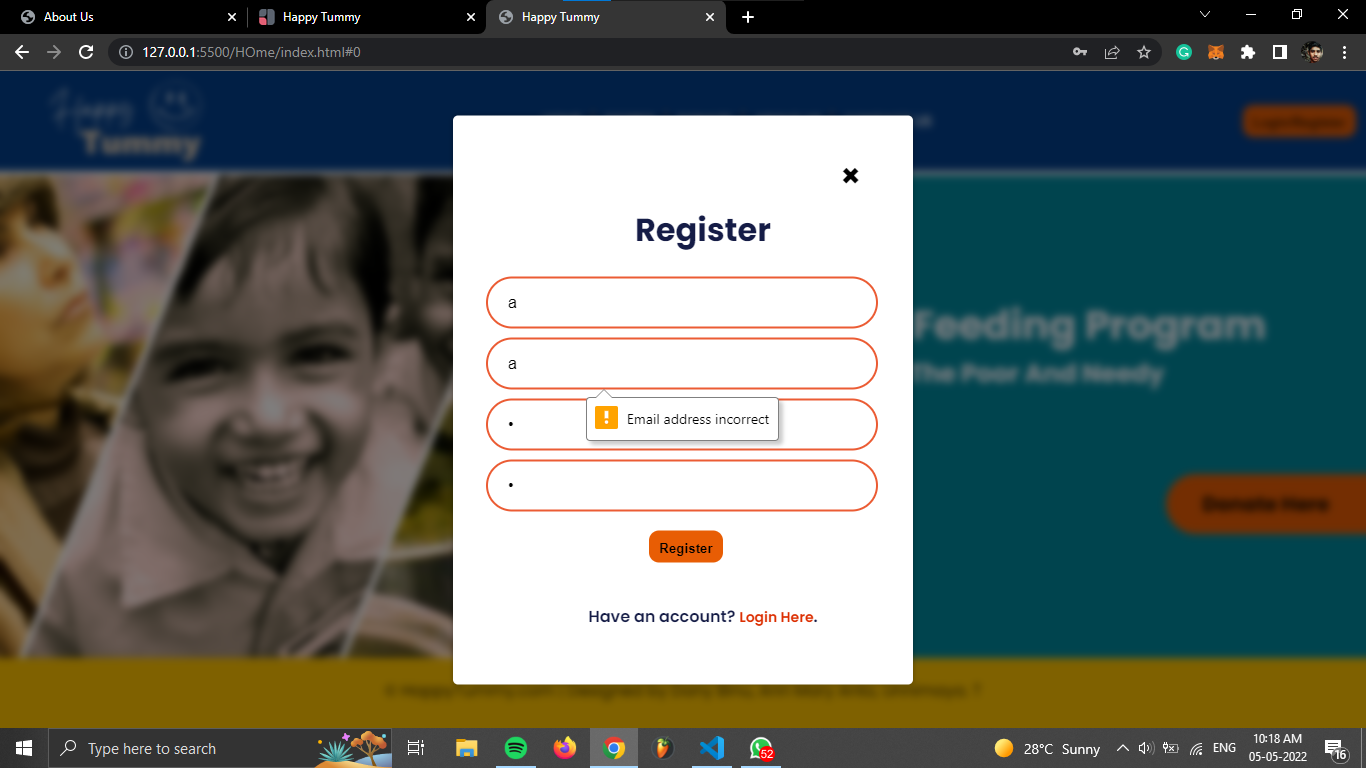 About Us
Happy Tummy
Happy Tummy
127.0.0.1:5500/HOme/index.html#0
Happy
Tummy
Register
a
a
Email address incorrect
•
•
Register
Have an account? Login Here.
Feeding Program
The Poor And Needy
Donate Here
Type here to search
52
28°C Sunny
ENG
10:18 AM
05-05-2022
16